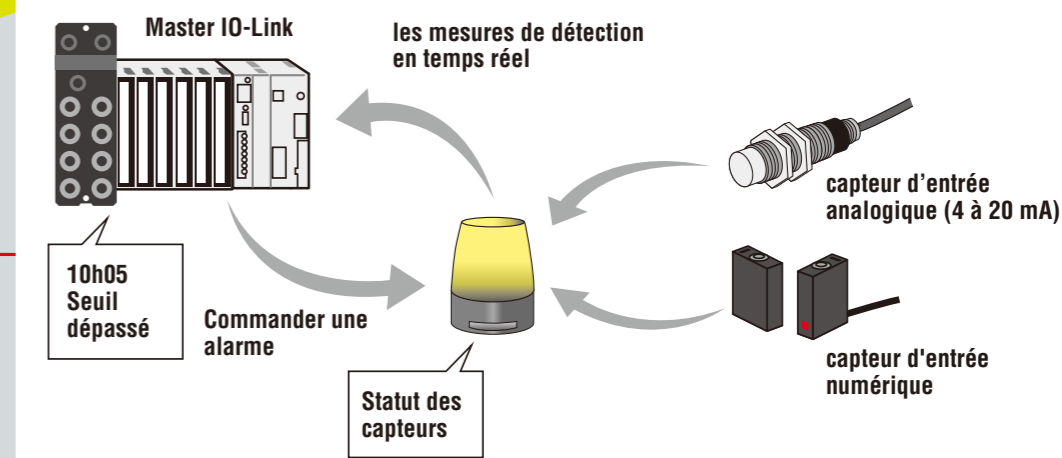 Master IO-Link
les mesures de détection
en temps réel
capteur d’entrée
analogique (4 à 20 mA)
10h05
Seuil
dépassé
Commander une
alarme
capteur d'entrée
numérique
Statut des
capteurs